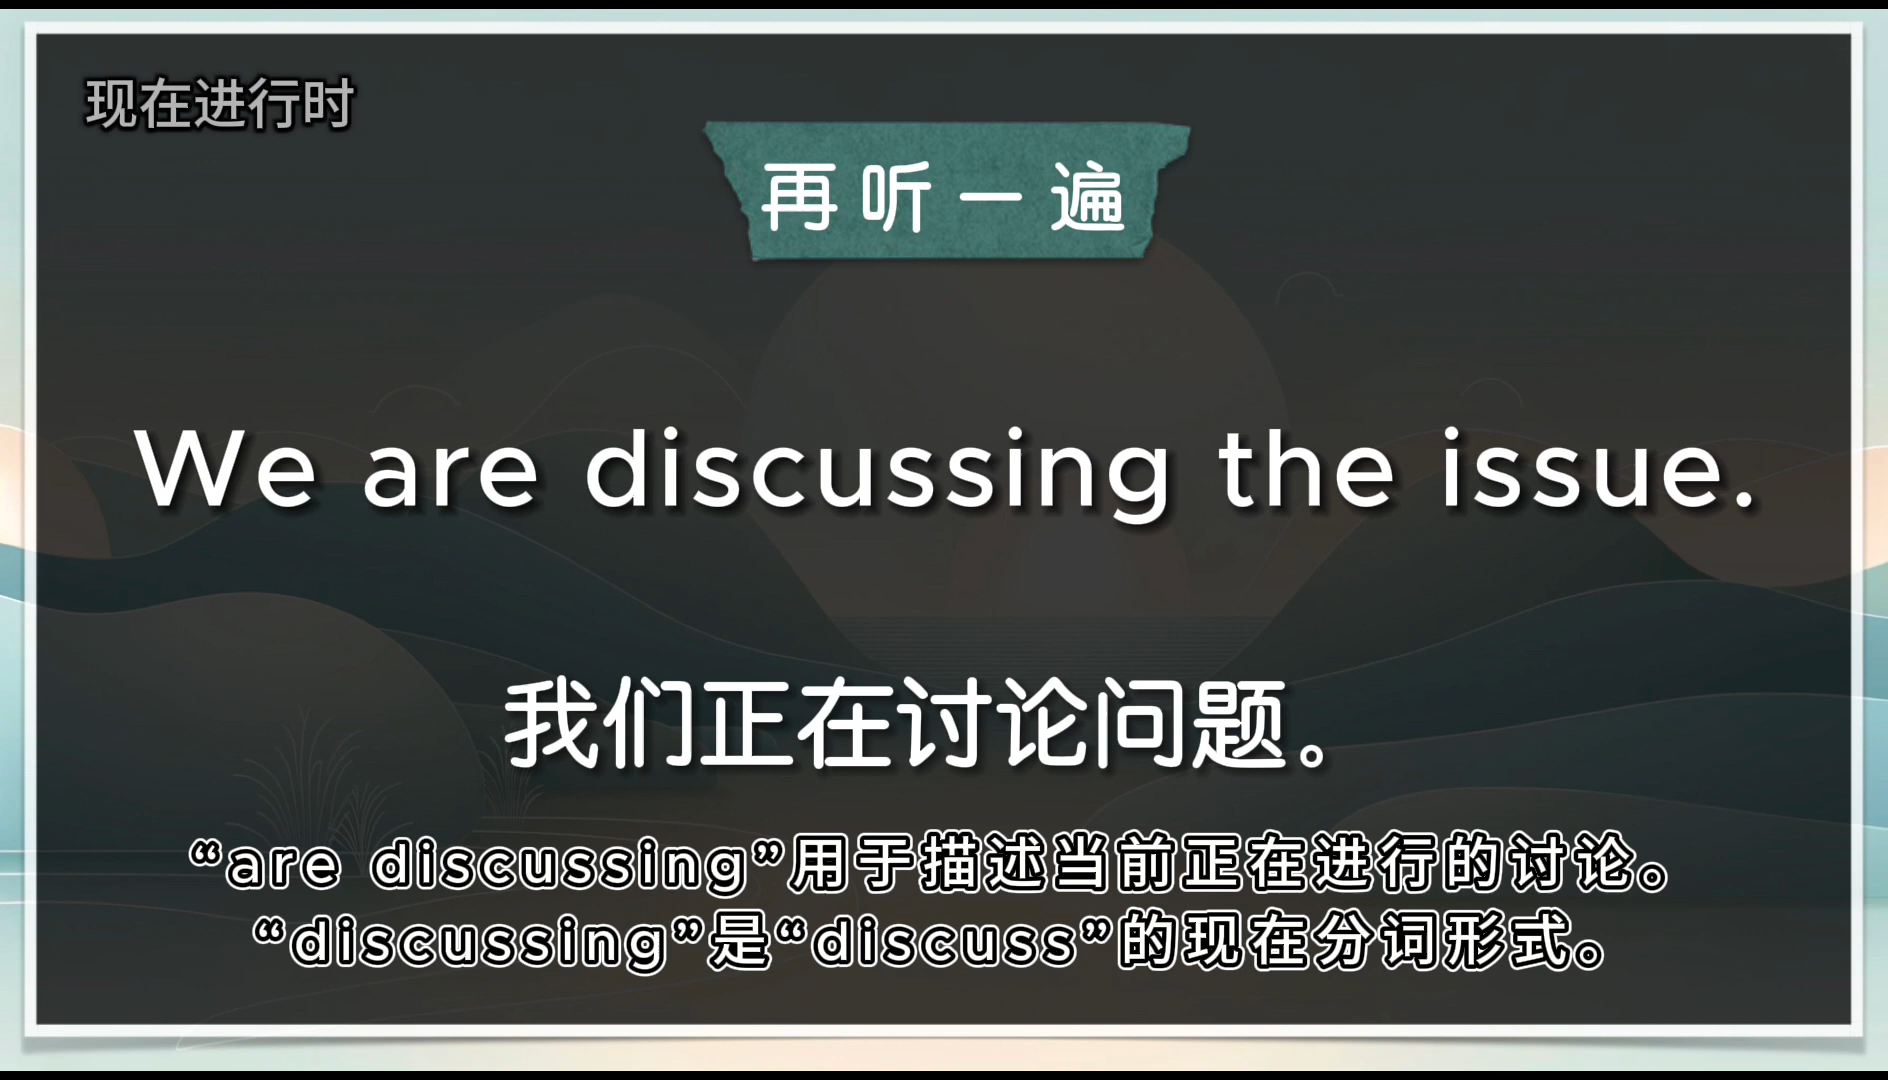 现在进行时
再听一遍
We are discussing the issue.
我们正在讨论问题。
“are discussing”用于描述当前正在进行的讨论。
“discussing”是“discuss”的现在分词形式。